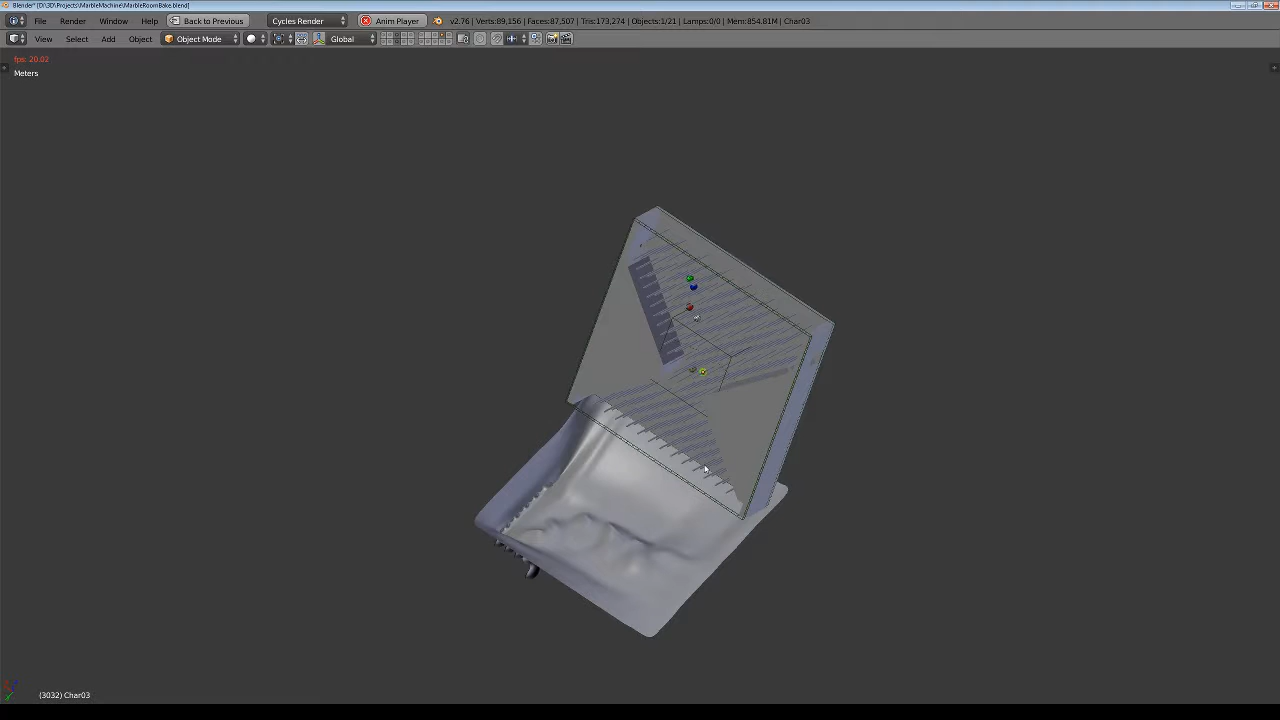 Blender* [D:\3D\Projects\MarbleMachine\MarbleRoomBake.blend]
File Render Window Help Back to Previous Cycles Render Anim Player v2.76 | Verts:89,156 | Faces:87,507 | Tris:173,274 | Objects:1/21 | Lamps:0/0 | Mem:854.81M | Char03
View Select Add Object Object Mode Global
fps: 20.02
Meters
(3032) Char03